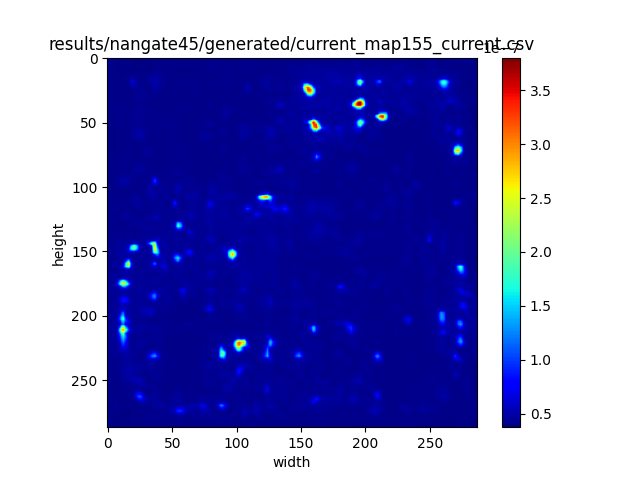 results/nangate45/generated/current_map155_current.csv
1e−7
0
50
100
150
200
250
height
0 50 100 150 200 250
width
3.5
3.0
2.5
2.0
1.5
1.0
0.5